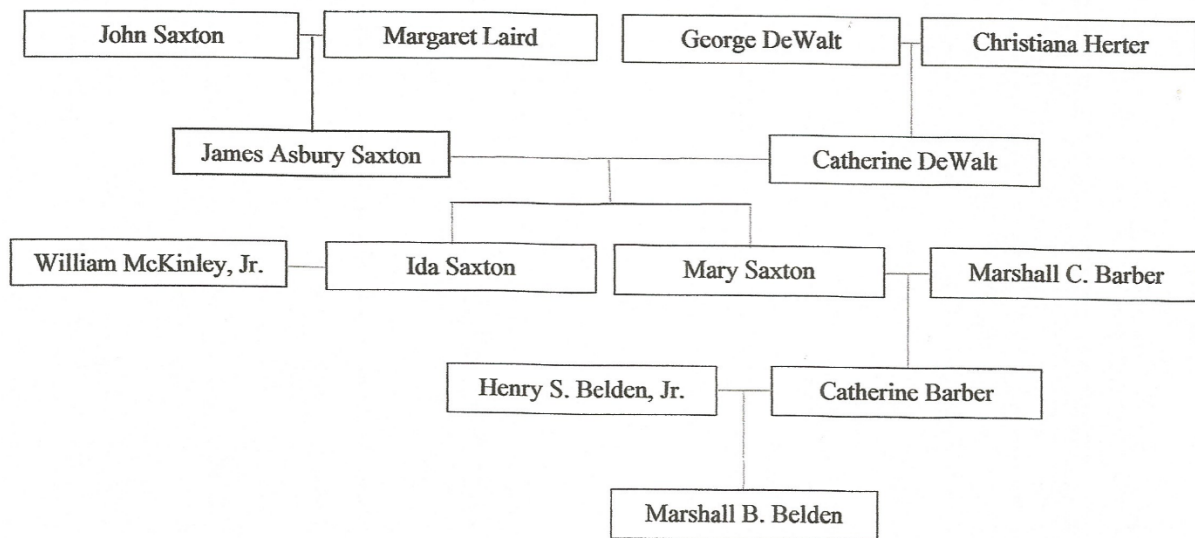 John Saxton
Margaret Laird
George DeWalt
Christiana Herter
James Asbury Saxton
Catherine DeWalt
William McKinley, Jr.
Ida Saxton
Mary Saxton
Marshall C. Barber
Henry S. Belden, Jr.
Catherine Barber
Marshall B. Belden